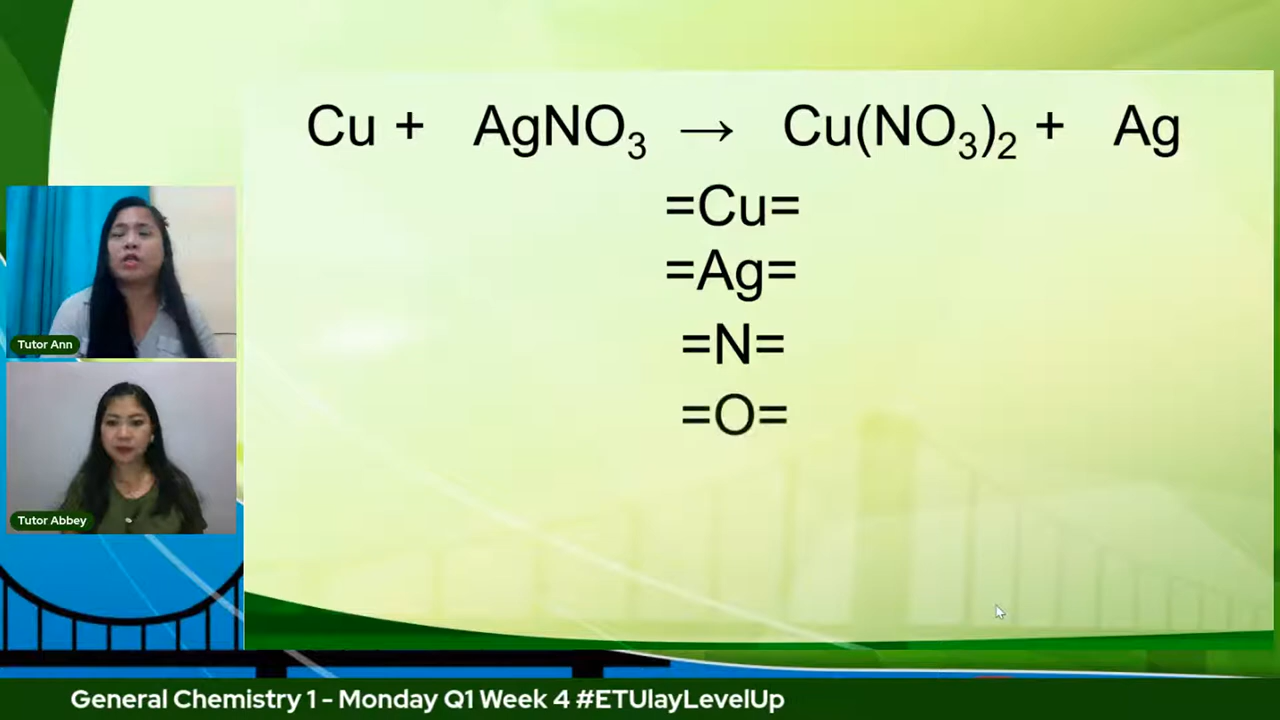 Cu + AgNO₃ → Cu(NO₃)₂ + Ag
=Cu=
=Ag=
=N=
=O=
Tutor Ann
Tutor Abbey
General Chemistry 1 - Monday Q1 Week 4 #ETUlayLevelUp